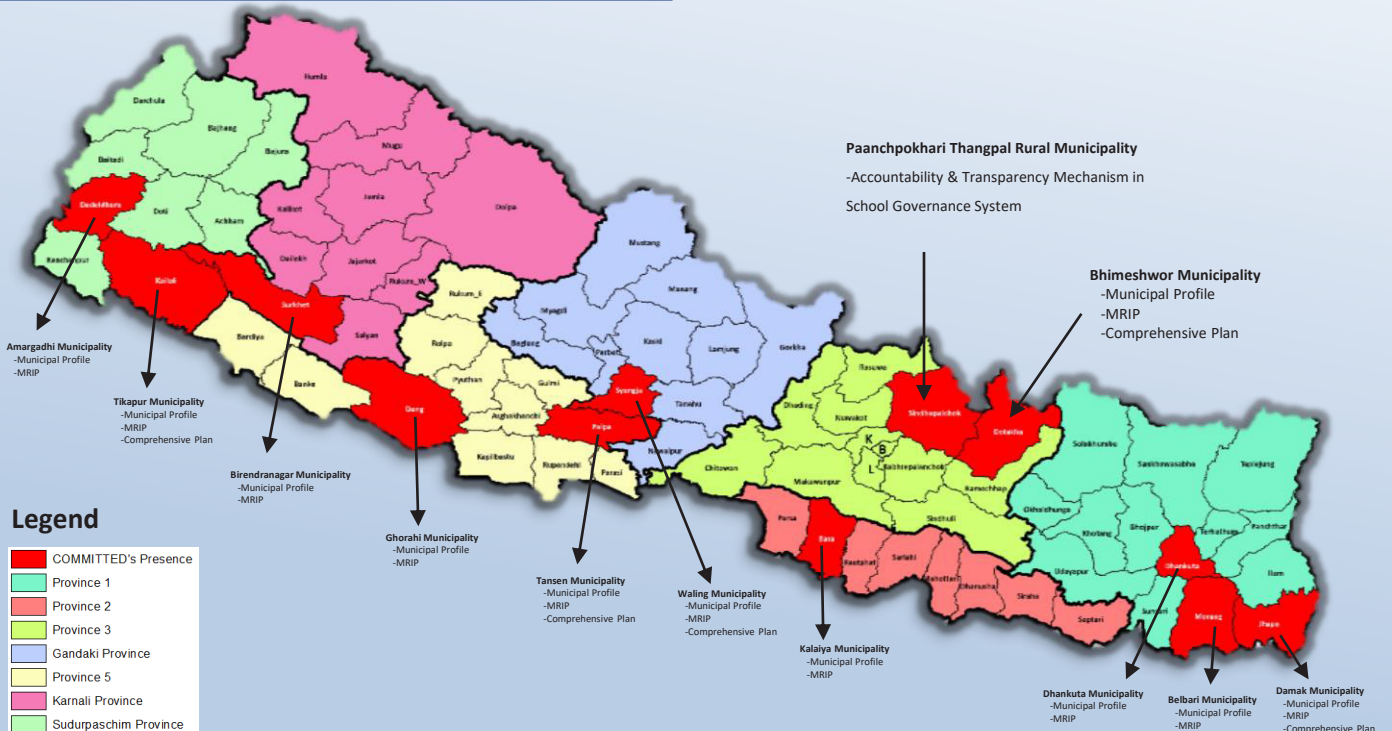 Humla
Darchula
Bajhang
Mugu
Bajura
Baitadi
Dadeldhura
Doti
Achham
Kalikot
Jumla
Dolpa
Kanchanpur
Kailali
Dailekh
Jajarkot
Rukum_W
Surkhet
Salyan
Bardiya
Banke
Dang
Rukum_E
Rolpa
Pyuthan
Gulmi
Arghakhanchi
Kapilbastu
Rupandehi
Parasi
Palpa
Syangja
Mustang
Manang
Myagdi
Baglung
Parbat
Kaski
Lamjung
Gorkha
Tanahu
Nawalpur
Rasuwa
Dhading
Nuwakot
Sindhupalchok
Dolakha
K
B
L
Kabhrepalanchok
Chitawan
Makawanpur
Ramechhap
Sindhuli
Parsa
Bara
Rautahat
Sarlahi
Mahottari
Dhanusha
Siraha
Saptari
Solukhumbu
Sankhuwasabha
Taplejung
Okhaldhunga
Khotang
Bhojpur
Terhathum
Panchthar
Udayapur
Dhankuta
Ilam
Sunsari
Morang
Jhapa
Paanchpokhari Thangpal Rural Municipality
-Accountability & Transparency Mechanism in
School Governance System
Bhimeshwor Municipality
-Municipal Profile
-MRIP
-Comprehensive Plan
Amargadhi Municipality
-Municipal Profile
-MRIP
Tikapur Municipality
-Municipal Profile
-MRIP
-Comprehensive Plan
Birendranagar Municipality
-Municipal Profile
-MRIP
Ghorahi Municipality
-Municipal Profile
-MRIP
Tansen Municipality
-Municipal Profile
-MRIP
-Comprehensive Plan
Waling Municipality
-Municipal Profile
-MRIP
-Comprehensive Plan
Kalaiya Municipality
-Municipal Profile
-MRIP
Dhankuta Municipality
-Municipal Profile
-MRIP
Belbari Municipality
-Municipal Profile
-MRIP
Damak Municipality
-Municipal Profile
-MRIP
-Comprehensive Plan
Legend
COMMITTED's Presence
Province 1
Province 2
Province 3
Gandaki Province
Province 5
Karnali Province
Sudurpaschim Province